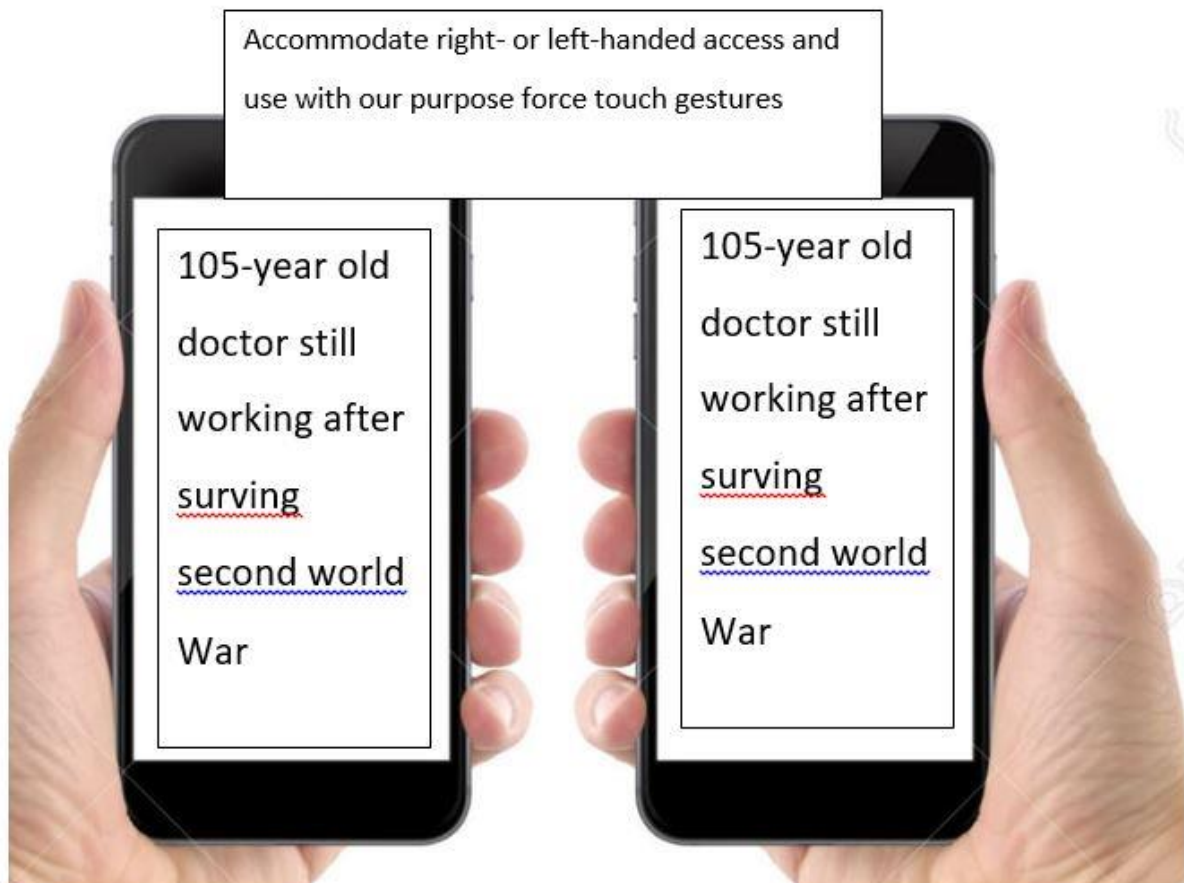 Accommodate right- or left-handed access and
use with our purpose force touch gestures
105-year old
doctor still
working after
surving
second world
War
105-year old
doctor still
working after
surving
second world
War